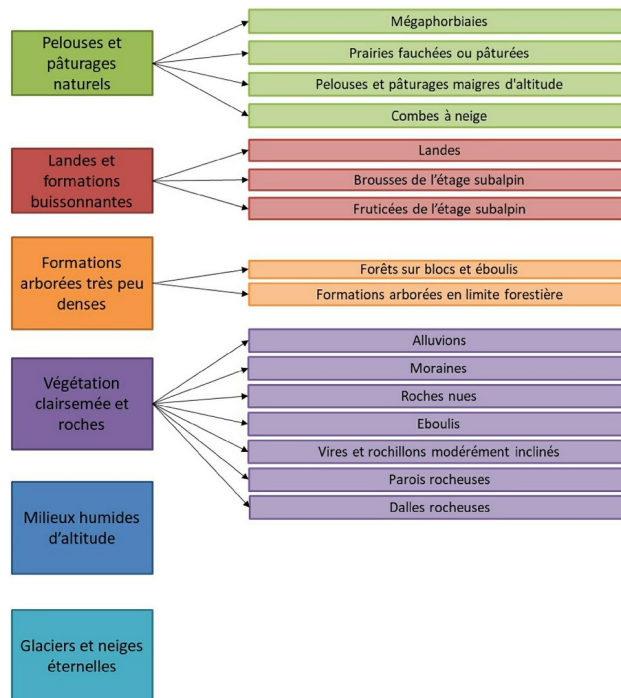 Pelouses et
pâturages
naturels
Mégaphorbiaies
Prairies fauchées ou pâturées
Pelouses et pâturages maigres d'altitude
Combes à neige
Landes et
formations
buissonnantes
Landes
Brousses de l'étage subalpin
Fruticées de l'étage subalpin
Formations
arborées très peu
denses
Forêts sur blocs et éboulis
Formations arborées en limite forestière
Végétation
clairsemée et
roches
Alluvions
Moraines
Roches nues
Eboulis
Vires et rochillons modérément inclinés
Parois rocheuses
Dalles rocheuses
Milieux humides
d'altitude
Glaciers et neiges
éternelles